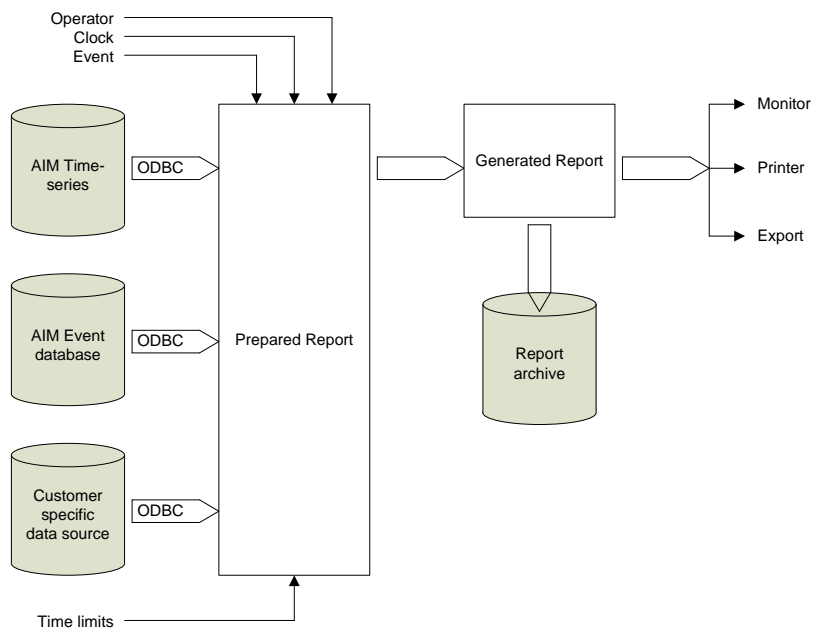 Operator
Clock
Event
AIM Time-
series
ODBC
Generated Report
Monitor
Printer
Export
AIM Event
database
ODBC
Prepared Report
Report
archive
Customer
specific
data source
ODBC
Time limits